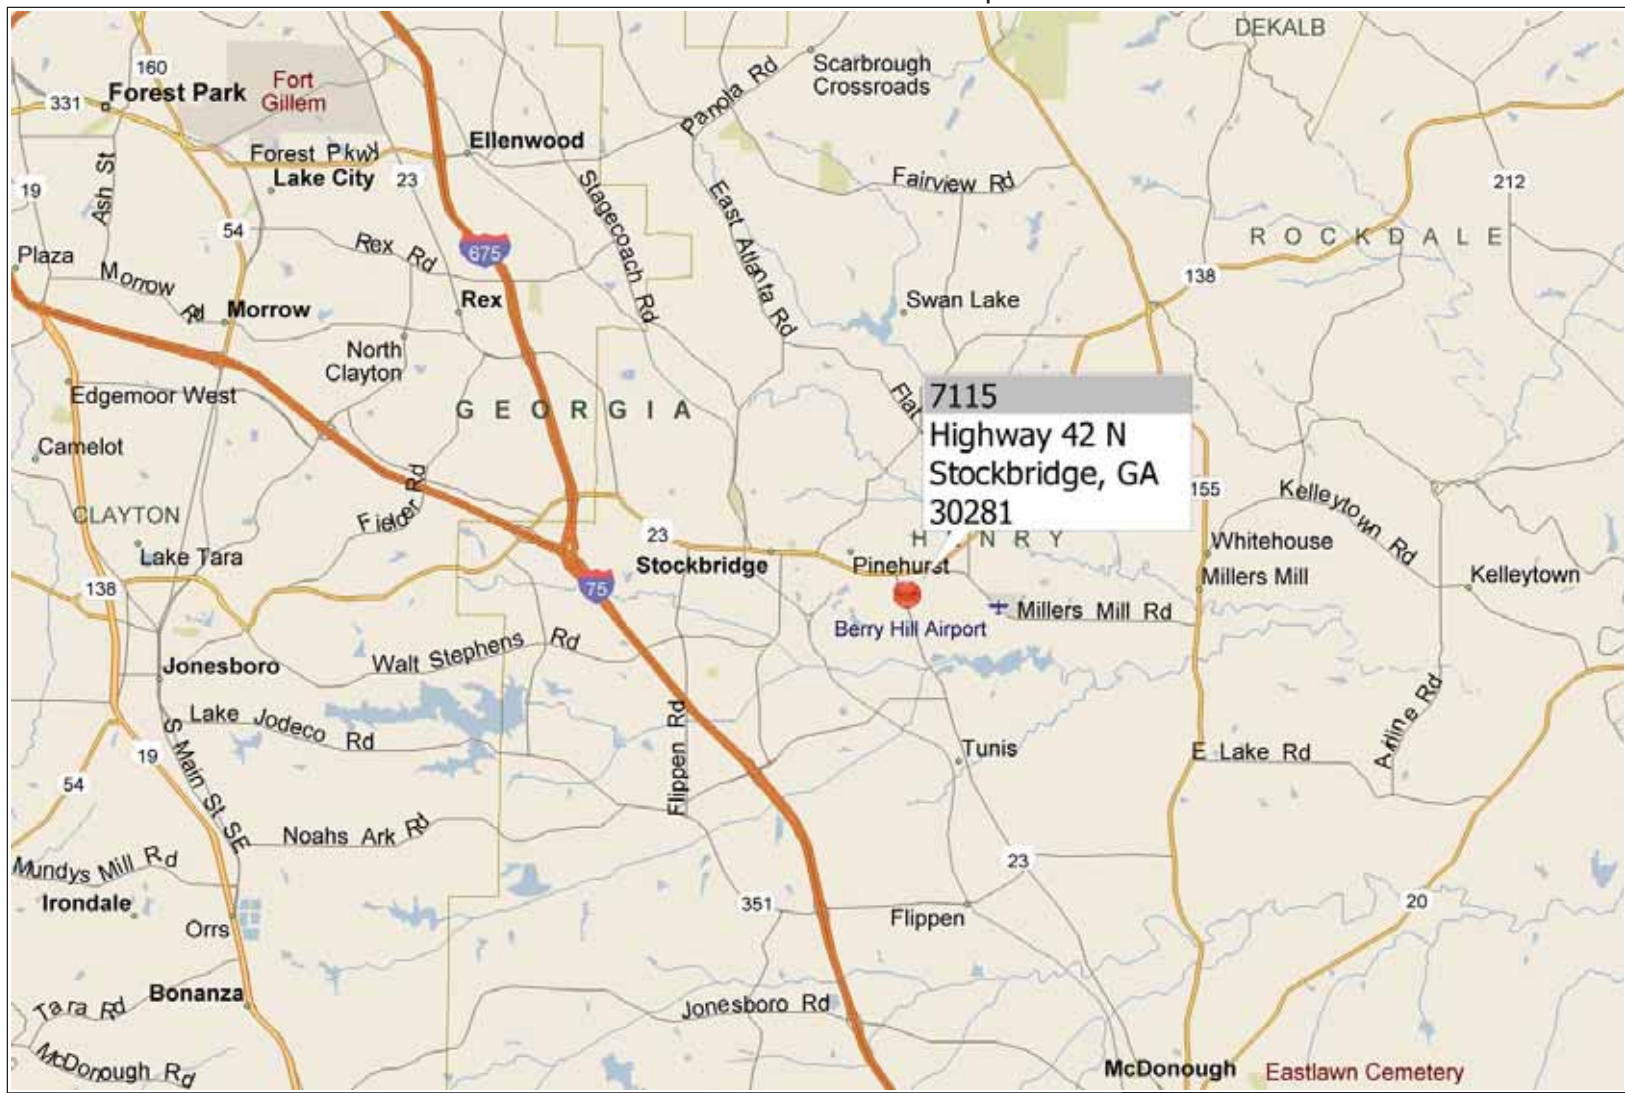 DEKALB
160
Scarbrough
Crossroads
Fort
Gillem
Panola Rd
331
Forest Park
Ellenwood
Forest Pkwy
Lake City
23
19
Ash St
Stagecoach Rd
East Atlanta Rd
Fairview Rd
212
54
Rex Rd
675
ROCKDALE
Plaza
Morrow Rd
138
Morrow
Rex
Swan Lake
North
Clayton
Edgemoor West
GEORGIA
Flat
7115
Highway 42 N
Stockbridge, GA
30281
Camelot
Fielder Rd
155
Kelleytown Rd
CLAYTON
23
HENRY
Whitehouse
Lake Tara
Stockbridge
Pinehurst
Millers Mill
Kelleytown
138
75
Millers Mill Rd
Berry Hill Airport
Walt Stephens Rd
Jonesboro
Flippen Rd
Airline Rd
Lake Jodeco Rd
S Main St SE
19
Tunis
E Lake Rd
54
Noahs Ark Rd
23
Mundys Mill Rd
Irondale
351
20
Orrs
Flippen
Bonanza
Tara Rd
Jonesboro Rd
McDonough Rd
McDonough
Eastlawn Cemetery